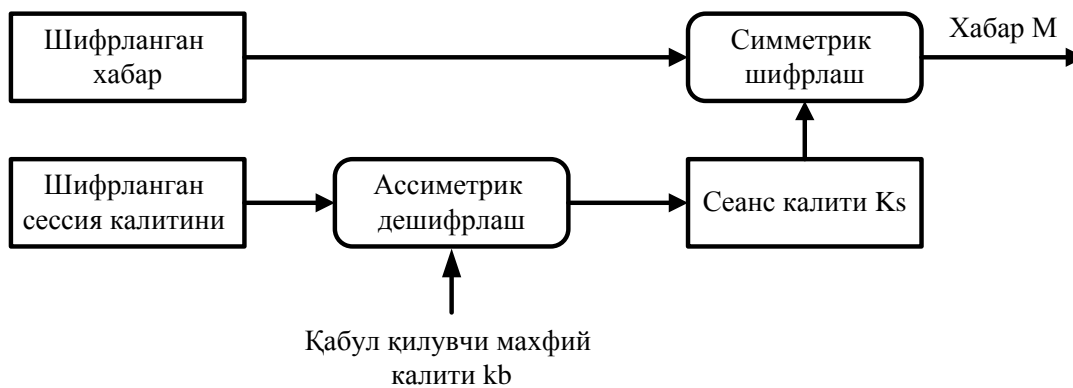 Шифрланган
хабар
Симметрик
шифрлаш
Хабар М
Шифрланган
сессия калитини
Ассиметрик
дешифрлаш
Сеанс калити Ks
Қабул қилувчи махфий
калити kb